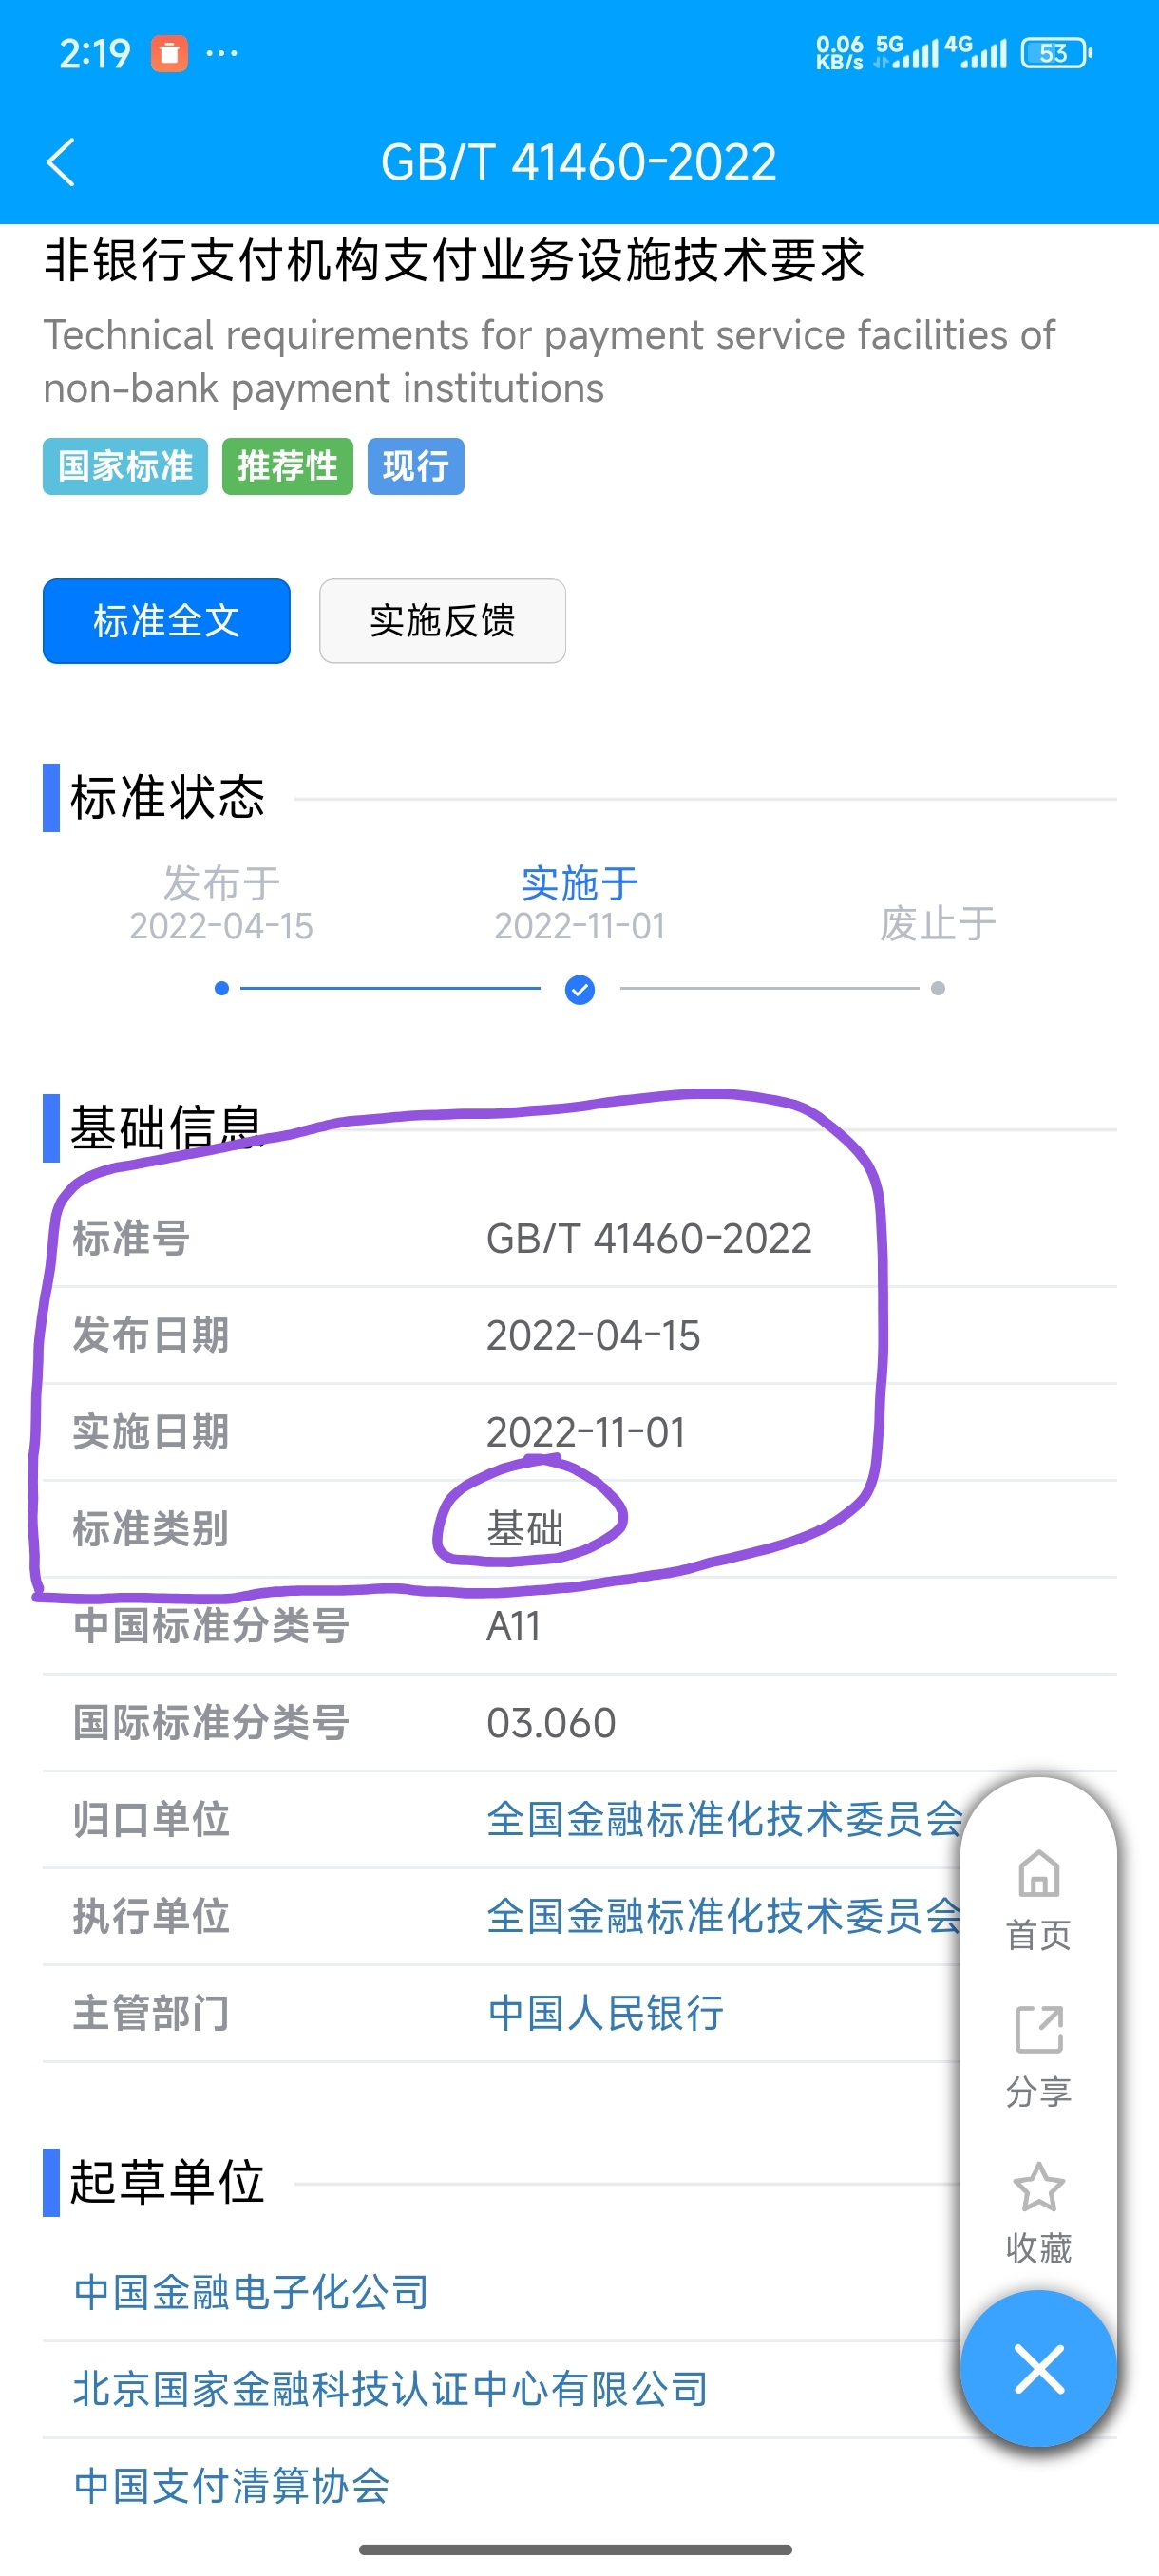 2:19 ...
0.06 KB/s 5G 4G 53
GB/T 41460-2022
非银行支付机构支付业务设施技术要求
Technical requirements for payment service facilities of
non-bank payment institutions
国家标准 推荐性 现行
标准全文 实施反馈
标准状态
发布于 实施于 废止于
2022-04-15 2022-11-01
基础信息
标准号 GB/T 41460-2022
发布日期 2022-04-15
实施日期 2022-11-01
标准类别 基础
中国标准分类号 A11
国际标准分类号 03.060
归口单位 全国金融标准化技术委员会
执行单位 全国金融标准化技术委员会
主管部门 中国人民银行
首页
分享
收藏
起草单位
中国金融电子化公司
北京国家金融科技认证中心有限公司
中国支付清算协会